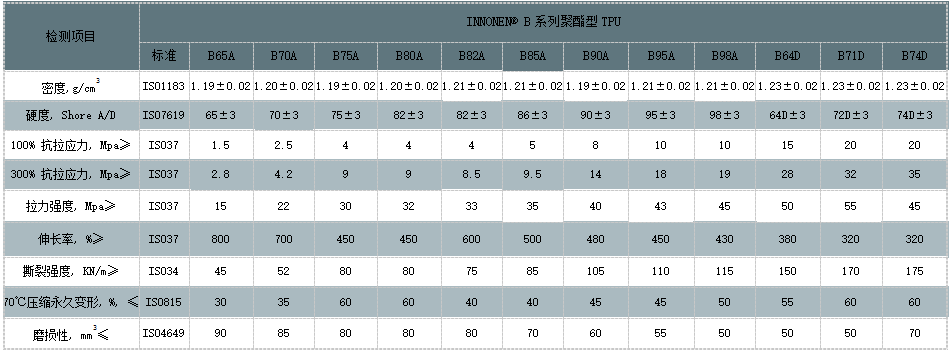 检测项目 INNONEN® B 系列聚酯型 TPU
标准 B65A B70A B75A B80A B82A B85A B90A B95A B98A B64D B71D B74D
密度, g/cm3 ISO1183 1.19±0.02 1.20±0.02 1.19±0.02 1.20±0.02 1.21±0.02 1.21±0.02 1.19±0.02 1.21±0.02 1.21±0.02 1.23±0.02 1.23±0.02 1.23±0.02
硬度, Shore A/D ISO7619 65±3 70±3 75±3 82±3 82±3 86±3 90±3 95±3 98±3 64D±3 72D±3 74D±3
100% 抗拉应力, Mpa≥ ISO37 1.5 2.5 4 4 4 5 8 10 10 15 20 20
300% 抗拉应力, Mpa≥ ISO37 2.8 4.2 9 9 8.5 9.5 14 18 19 28 32 35
拉力强度, Mpa≥ ISO37 15 22 30 32 33 35 40 43 45 50 55 45
伸长率, %≥ ISO37 800 700 450 450 600 500 480 450 430 380 320 320
撕裂强度, KN/m≥ ISO34 45 52 80 80 75 85 105 110 115 150 170 175
70℃压缩永久变形, %, ≤ ISO815 30 35 60 60 40 40 45 45 50 55 60 60
磨损性, mm3≤ ISO4649 90 85 80 80 80 70 60 55 50 50 50 70